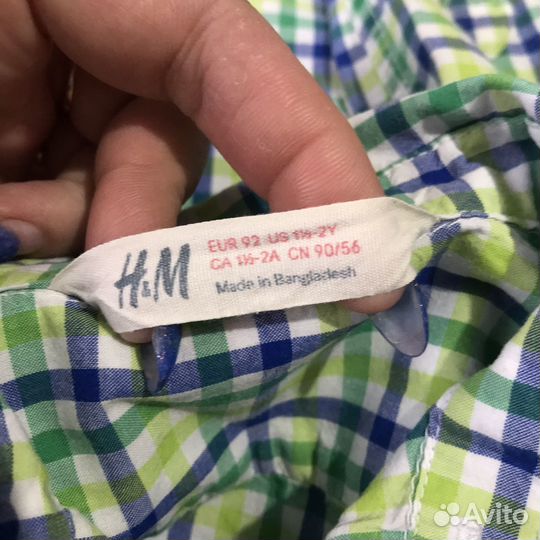 H&M
EUR 92 US 1½-2Y
CA 1½-2A CN 90/56
Made in Bangladesh
Avito